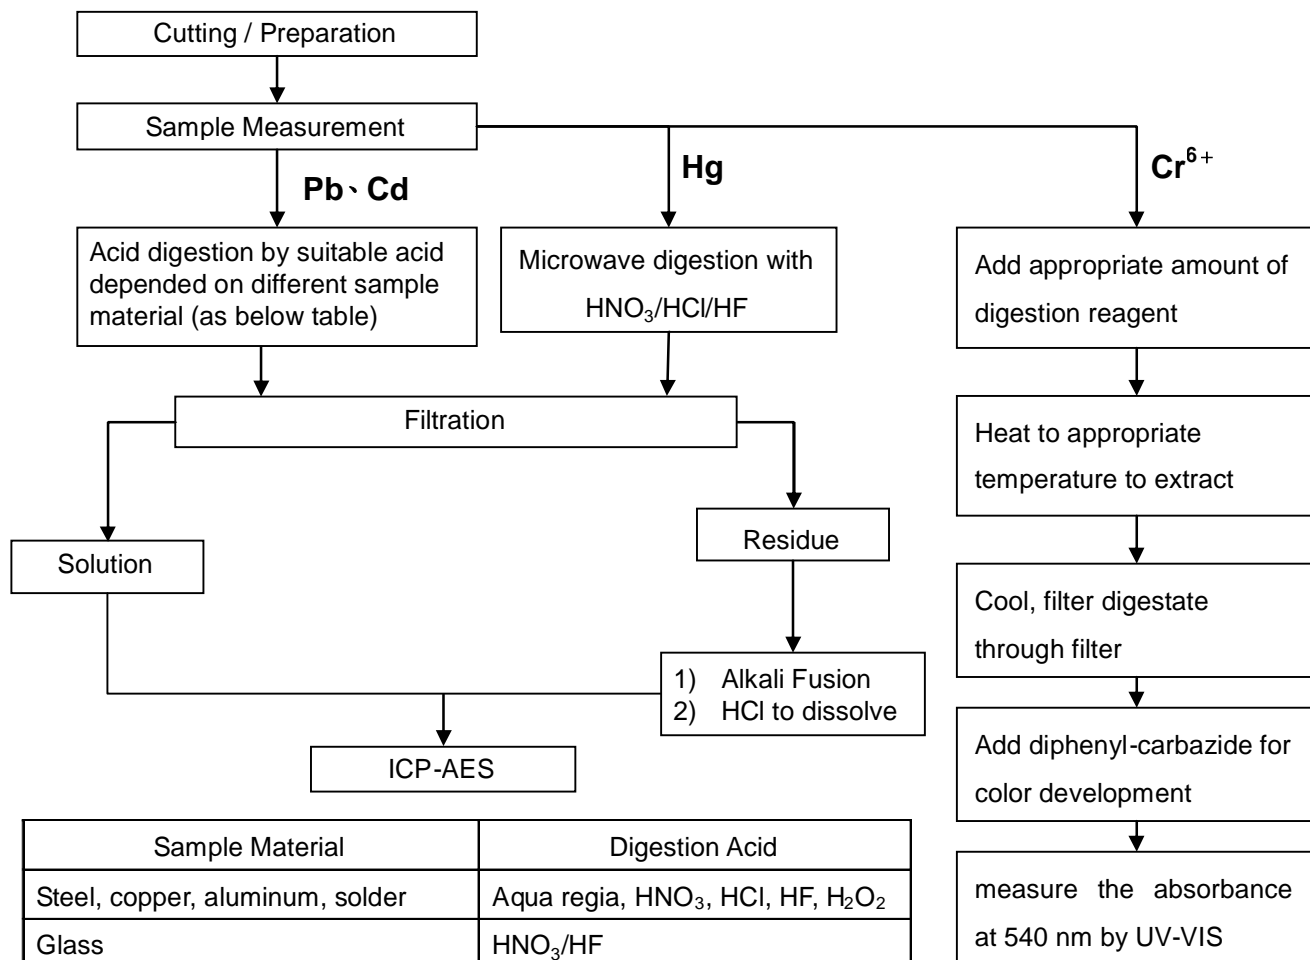 Cutting / Preparation
Sample Measurement
Pb、Cd
Hg
Cr⁶⁺
Acid digestion by suitable acid
depended on different sample
material (as below table)
Microwave digestion with
HNO₃/HCl/HF
Add appropriate amount of
digestion reagent
Filtration
Heat to appropriate
temperature to extract
Solution
Residue
Cool, filter digestate
through filter
1) Alkali Fusion
2) HCl to dissolve
ICP-AES
Add diphenyl-carbazide for
color development
Sample Material Digestion Acid
Steel, copper, aluminum, solder Aqua regia, HNO₃, HCl, HF, H₂O₂
Glass HNO₃/HF
measure the absorbance
at 540 nm by UV-VIS